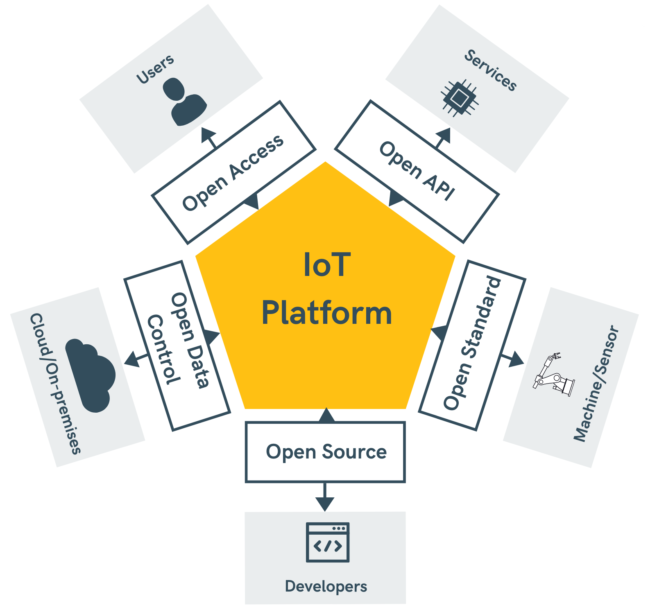 Users
Services
Open Access
Open API
IoT
Platform
Cloud/On-premises
Open Data
Control
Open Standard
Machine/Sensor
Open Source
</>
Developers